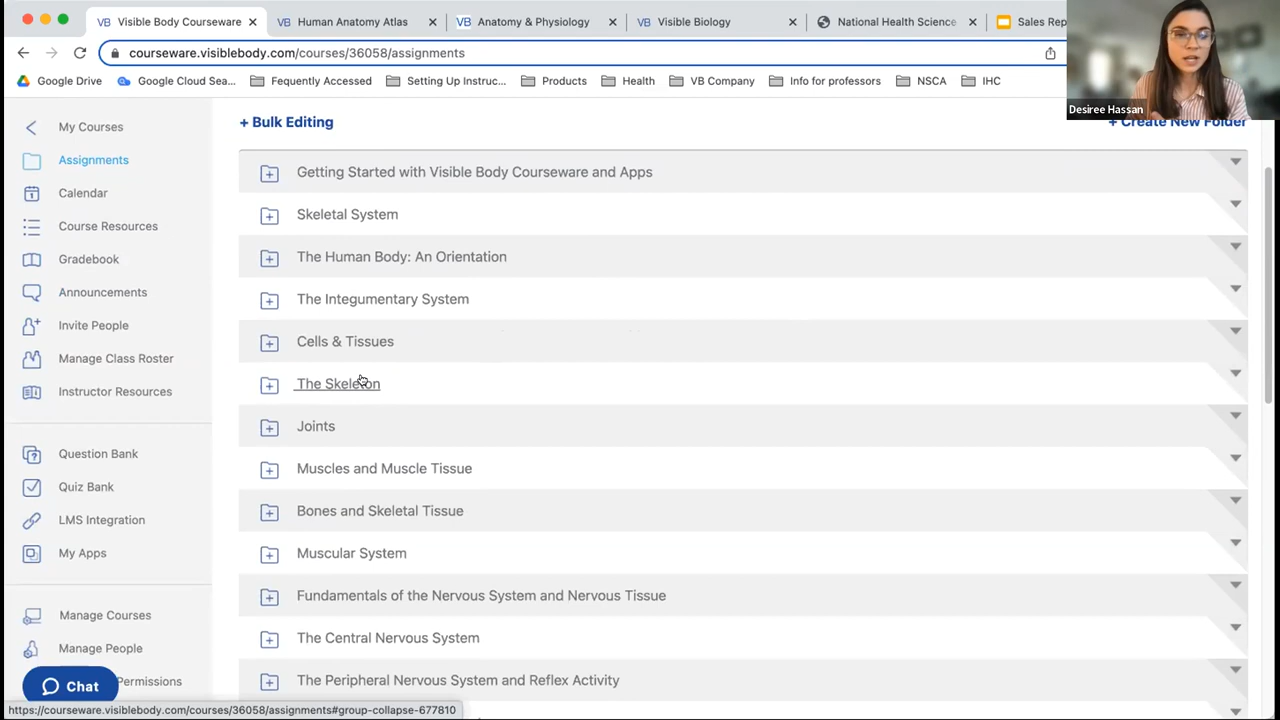 Visible Body Courseware
Human Anatomy Atlas
Anatomy & Physiology
Visible Biology
National Health Science
Sales Rep
courseware.visiblebody.com/courses/36058/assignments
Google Drive
Google Cloud Sea...
Fequently Accessed
Setting Up Instruc...
Products
Health
VB Company
Info for professors
NSCA
IHC
Desiree Hassan
My Courses
Assignments
Calendar
Course Resources
Gradebook
Announcements
Invite People
Manage Class Roster
Instructor Resources
Question Bank
Quiz Bank
LMS Integration
My Apps
Manage Courses
Manage People
Permissions
Chat
+ Bulk Editing
+ Create New Folder
Getting Started with Visible Body Courseware and Apps
Skeletal System
The Human Body: An Orientation
The Integumentary System
Cells & Tissues
The Skeleton
Joints
Muscles and Muscle Tissue
Bones and Skeletal Tissue
Muscular System
Fundamentals of the Nervous System and Nervous Tissue
The Central Nervous System
The Peripheral Nervous System and Reflex Activity
https://courseware.visiblebody.com/courses/36058/assignments#group-collapse-677810